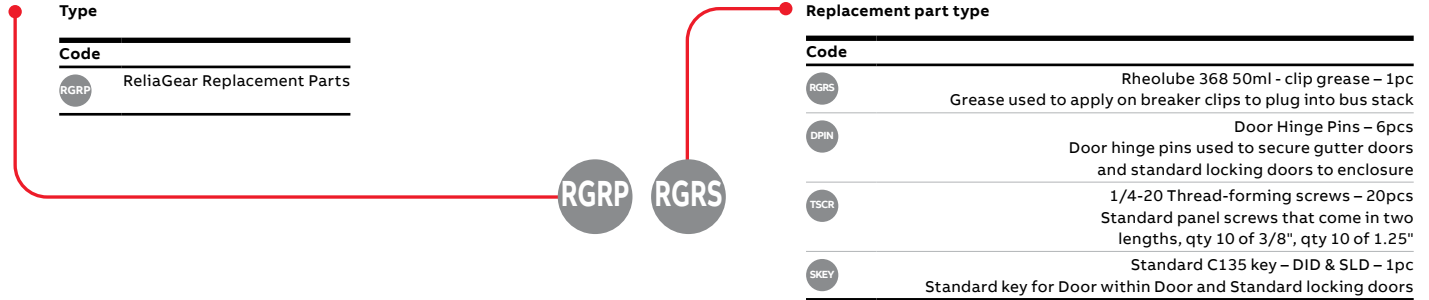 Type
Code
RGRP
ReliaGear Replacement Parts
RGRP
RGRS
Replacement part type
Code
RGRS
Rheolube 368 50ml - clip grease – 1pc
Grease used to apply on breaker clips to plug into bus stack
DPIN
Door Hinge Pins – 6pcs
Door hinge pins used to secure gutter doors
and standard locking doors to enclosure
TSCR
1/4-20 Thread-forming screws – 20pcs
Standard panel screws that come in two
lengths, qty 10 of 3/8", qty 10 of 1.25"
SKEY
Standard C135 key – DID & SLD – 1pc
Standard key for Door within Door and Standard locking doors